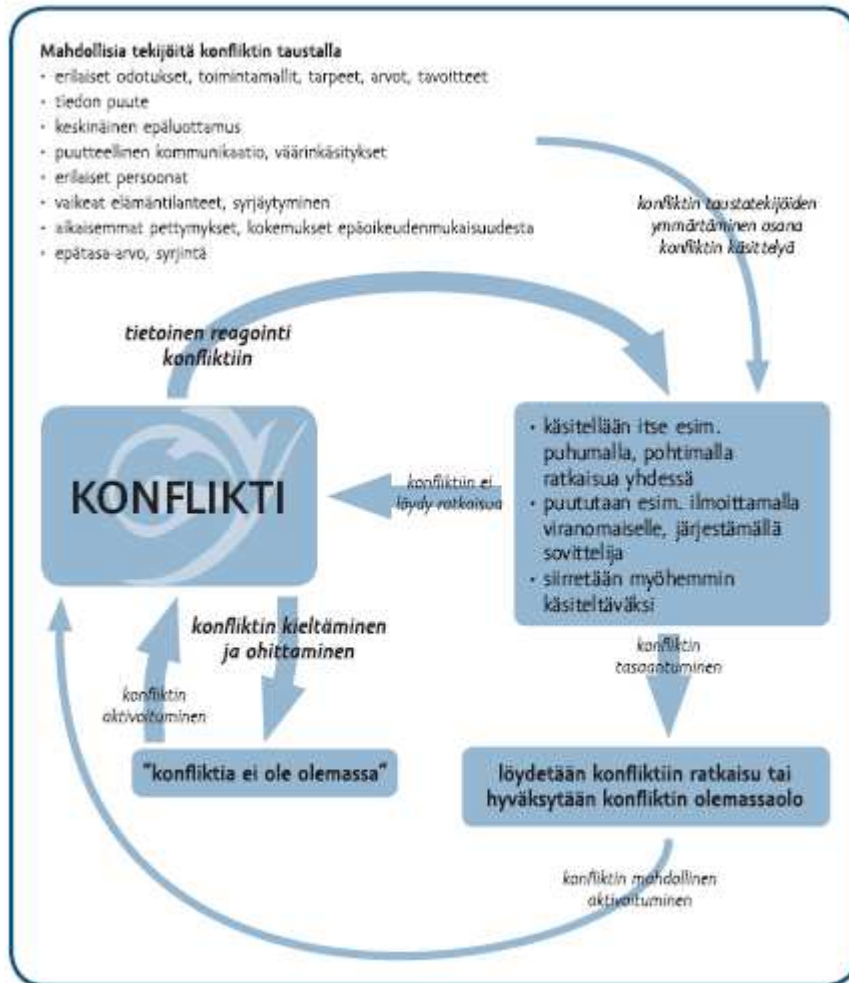 Mahdollisia tekijöitä konfliktin taustalla
• erilaiset odotukset, toimintamallit, tarpeet, arvot, tavoitteet
• tiedon puute
• keskinäinen epäluottamus
• puutteellinen kommunikaatio, väärinkäsitykset
• erilaiset persoonat
• vaikeat elämäntilanteet, syrjäytyminen
• aikaisemmat pettymykset, kokemukset epäoikeudenmukaisuudesta
• epätasa-arvo, syrjintä
konfliktin taustatekijöiden
ymmärtäminen osana
konfliktin käsittelyä
tietoinen reagointi
konfliktiin
KONFLIKTI
konfliktiin ei
löydy ratkaisua
• käsitellään itse esim.
puhumalla, pohtimalla
ratkaisua yhdessä
• puututaan esim. ilmoittamalla
viranomaiselle, järjestämällä
sovittelija
• siirretään myöhemmin
käsiteltäväksi
konfliktin kieltäminen
ja ohittaminen
konfliktin
aktivoituminen
konfliktin
tasaantuminen
"konfliktia ei ole olemassa"
löydetään konfliktiin ratkaisu tai
hyväksytään konfliktin olemassaolo
konfliktin mahdollinen
aktivoituminen